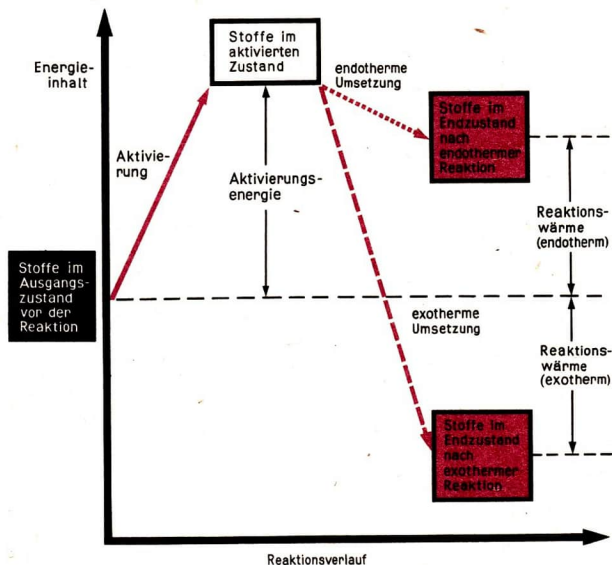 Stoffe im
aktivierten
Zustand
Energie-
inhalt
endotherme
Umsetzung
Stoffe im
Endzustand
nach
endothermer
Reaktion
Aktivie-
rung
Aktivierungs-
energie
Reaktions-
wärme
(endotherm)
Stoffe im
Ausgangs-
zustand
vor der
Reaktion
exotherme
Umsetzung
Reaktions-
wärme
(exotherm)
Stoffe im
Endzustand
nach
exothermer
Reaktion
Reaktionsverlauf